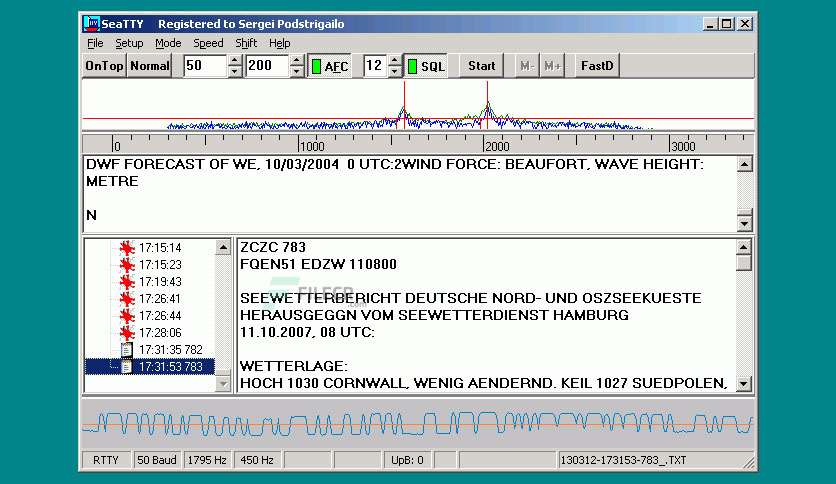 SeaTTY Registered to Sergei Podstrigailo
File Setup Mode Speed Shift Help
OnTop Normal 50 200 AFC 12 SQL Start M- M+ FastD
0 1000 2000 3000
DWF FORECAST OF WE, 10/03/2004 0 UTC:2WIND FORCE: BEAUFORT, WAVE HEIGHT:
METRE
N
17:15:14
17:15:23
17:19:43
17:26:41
17:26:44
17:28:06
17:31:35 782
17:31:53 783
ZCZC 783
FQEN51 EDZW 110800
FILECR
.com
SEEWETTERBERICHT DEUTSCHE NORD- UND OSZSEEKUESTE
HERAUSGEGGN VOM SEEWETTERDIENST HAMBURG
11.10.2007, 08 UTC:
WETTERLAGE:
HOCH 1030 CORNWALL, WENIG AENDERND. KEIL 1027 SUEDPOLEN,
RTTY 50 Baud 1795 Hz 450 Hz UpB: 0 130312-173153-783_.TXT